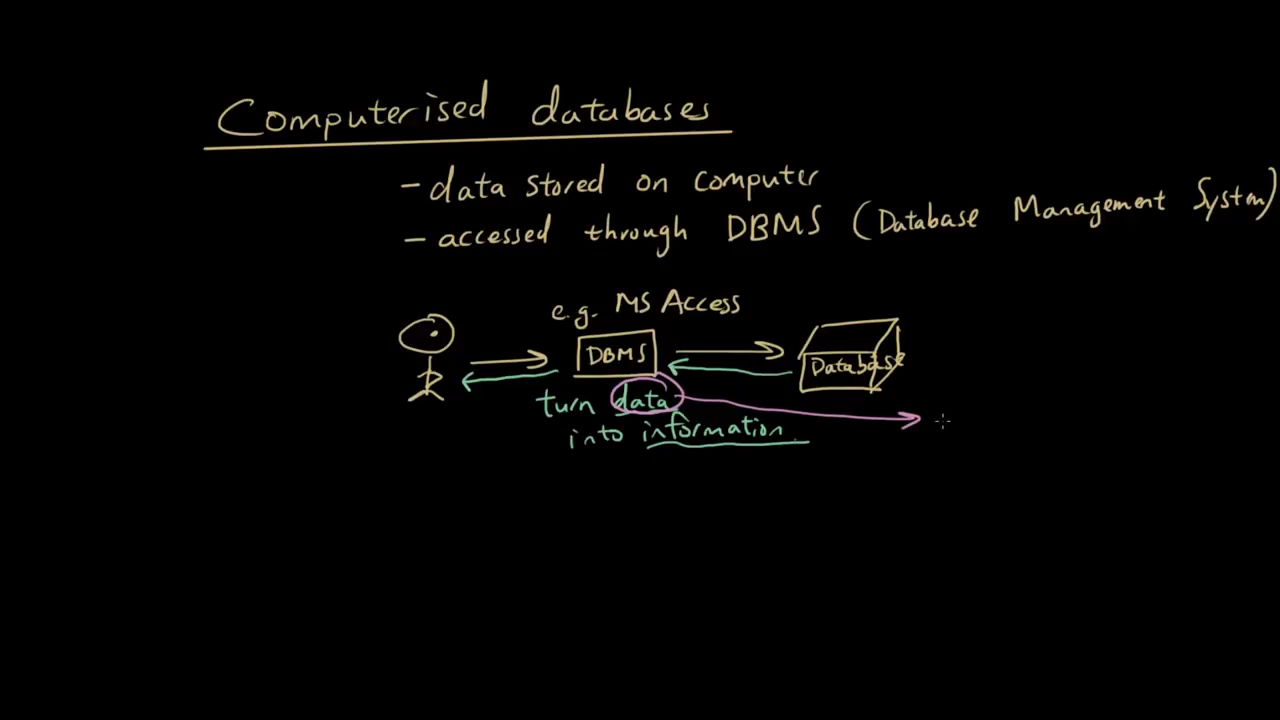 Computerised databases
- data stored on computer
- accessed through DBMS (Database Management System)
e.g. MS Access
DBMS
Database
turn data
into information